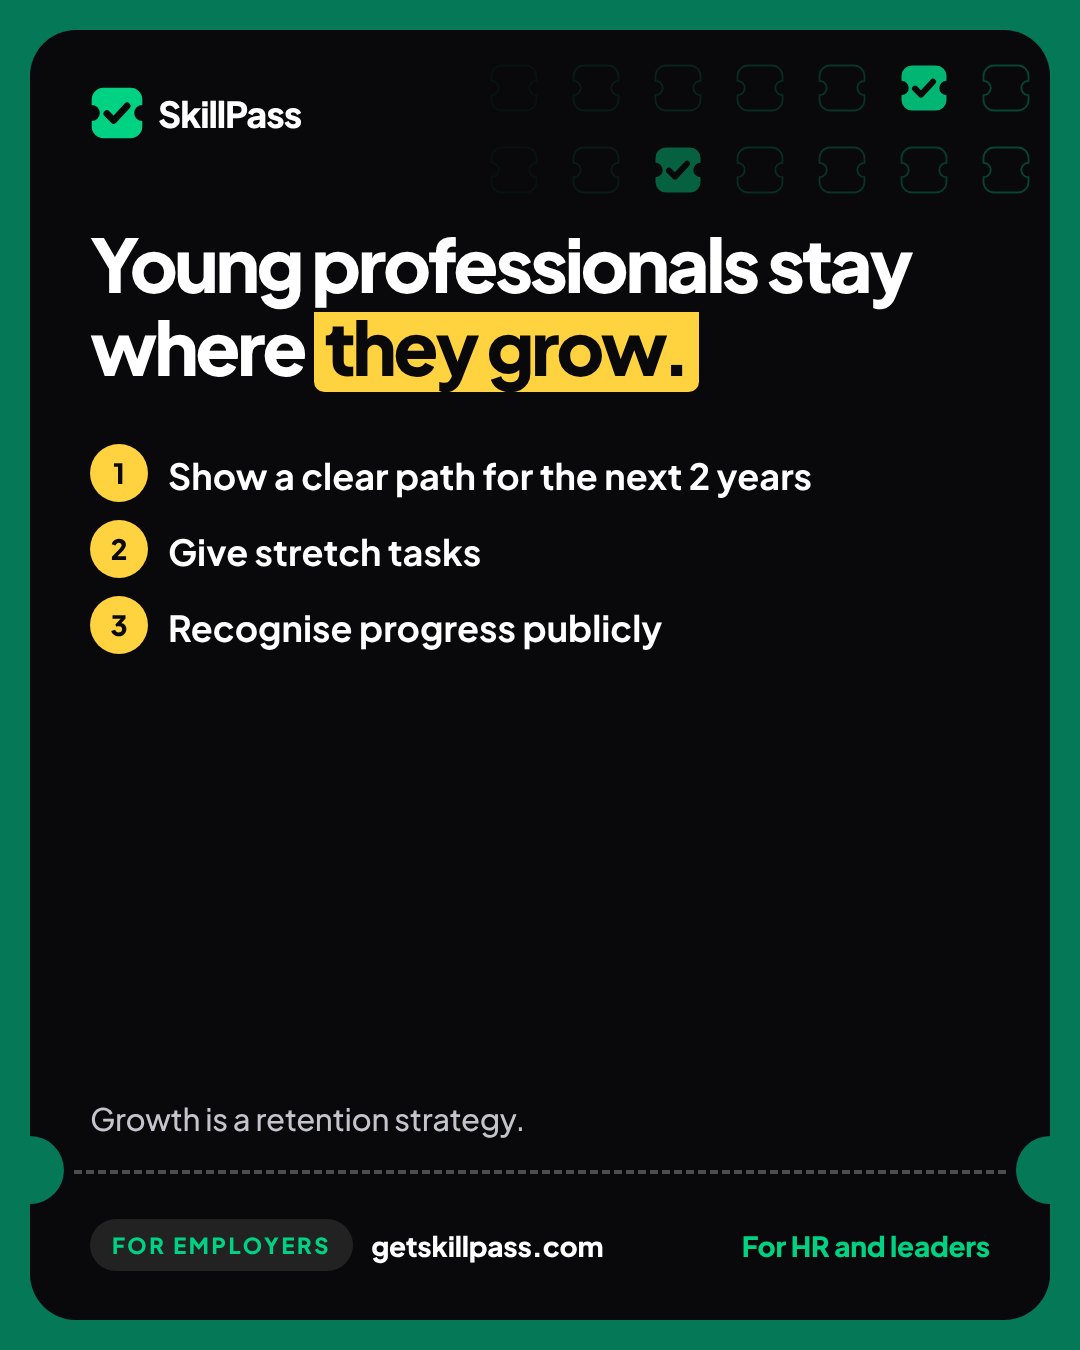 SkillPass
Young professionals stay
where they grow.
1 Show a clear path for the next 2 years
2 Give stretch tasks
3 Recognise progress publicly
Growth is a retention strategy.
FOR EMPLOYERS getskillpass.com For HR and leaders